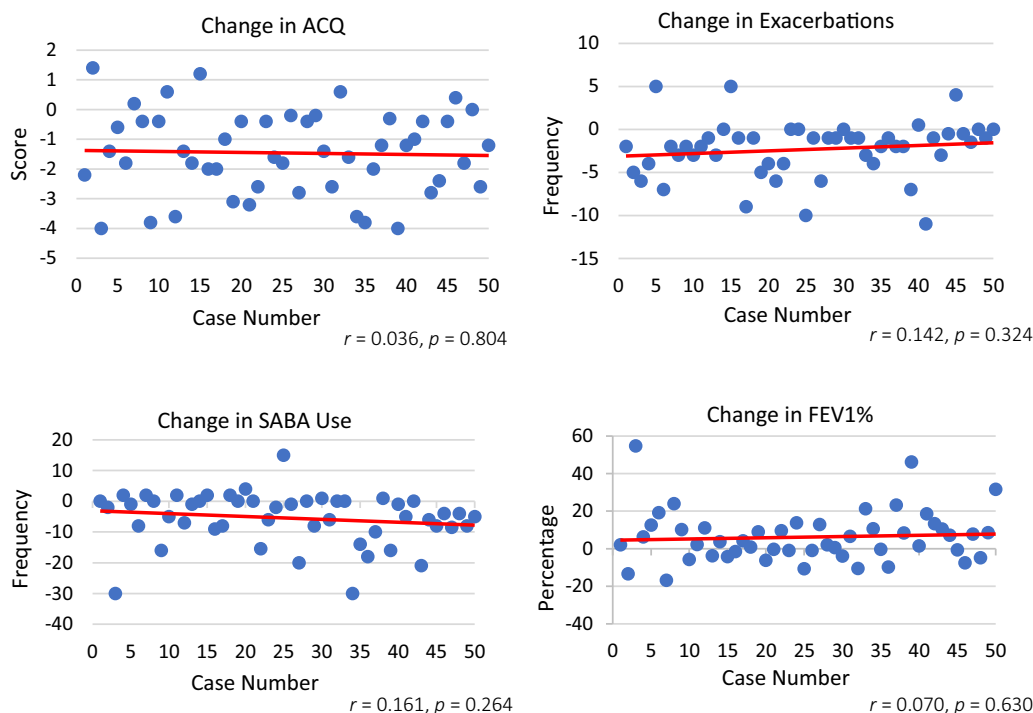 Change in ACQ
2
1
0
-1
-2
-3
-4
-5
Score
0 5 10 15 20 25 30 35 40 45 50
Case Number
r = 0.036, p = 0.804
Change in Exacerbations
10
5
0
-5
-10
-15
Frequency
0 5 10 15 20 25 30 35 40 45 50
Case Number
r = 0.142, p = 0.324
Change in SABA Use
20
10
0
-10
-20
-30
-40
Frequency
0 5 10 15 20 25 30 35 40 45 50
Case Number
r = 0.161, p = 0.264
Change in FEV1%
60
40
20
0
-20
-40
Percentage
0 5 10 15 20 25 30 35 40 45 50
Case Number
r = 0.070, p = 0.630